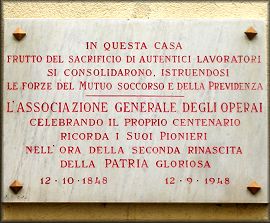 IN QUESTA CASA
FRUTTO DEL SACRIFICIO DI AUTENTICI LAVORATORI
SI CONSOLIDARONO, ISTRUENDOSI
LE FORZE DEL MUTUO SOCCORSO E DELLA PREVIDENZA
L'ASSOCIAZIONE GENERALE DEGLI OPERAI
CELEBRANDO IL PROPRIO CENTENARIO
RICORDA I SUOI PIONIERI
NELL'ORA DELLA SECONDA RINASCITA
DELLA PATRIA GLORIOSA
12·10·1848 12·9·1948